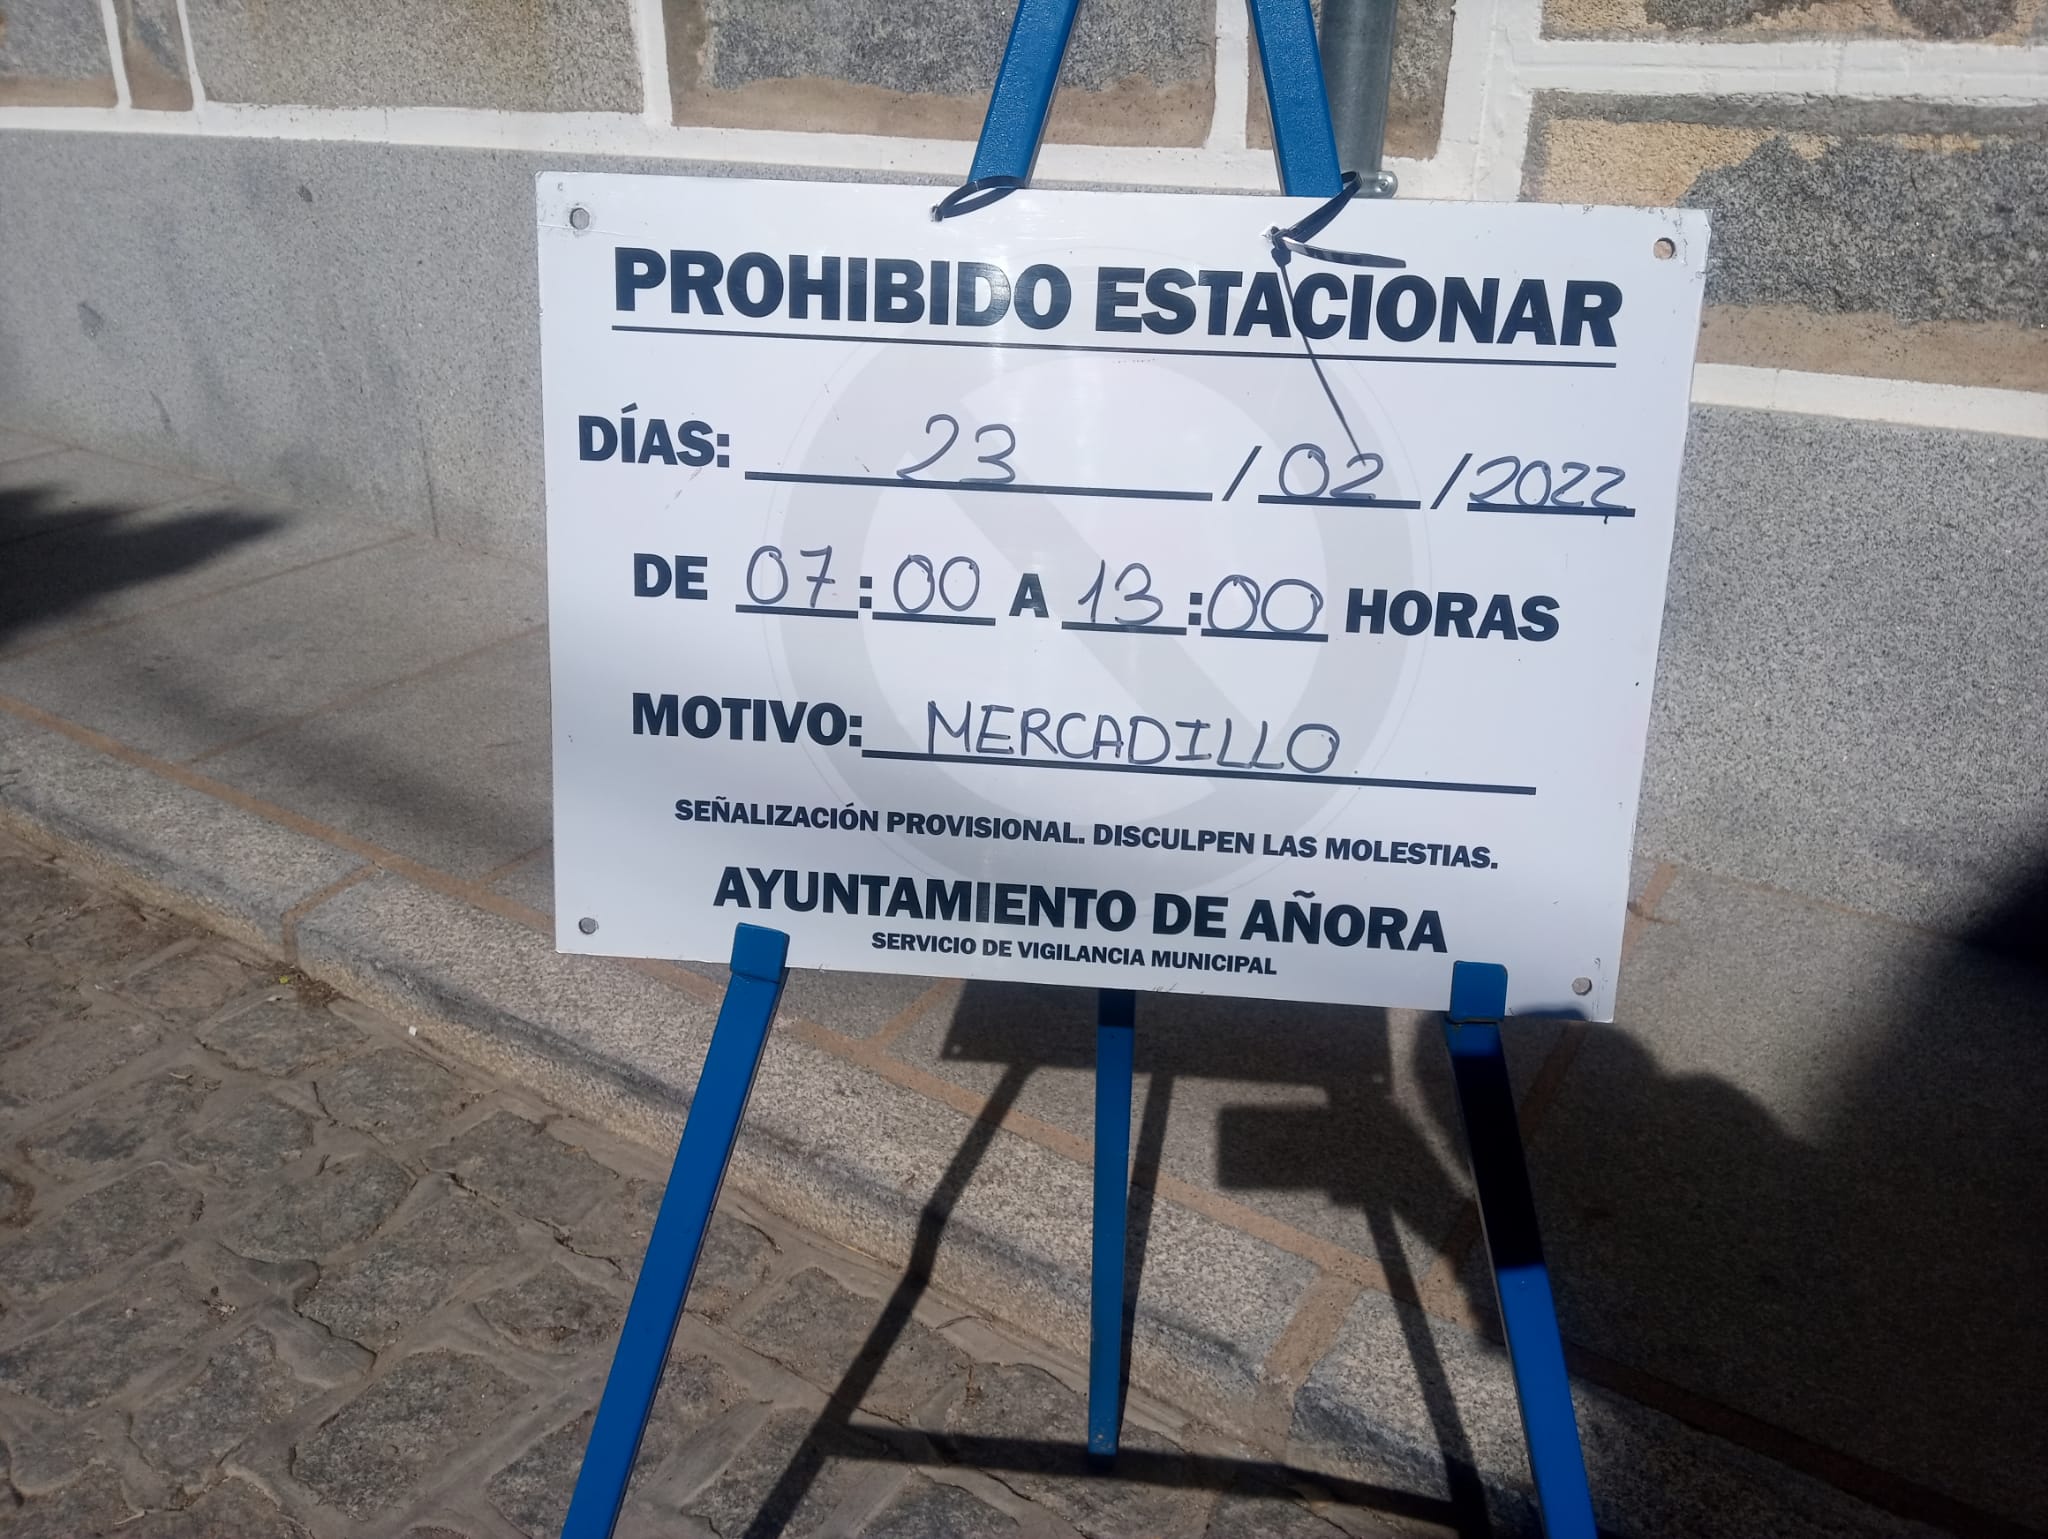 PROHIBIDO ESTACIONAR
DÍAS: 23 / 02 / 2022
DE 07:00 A 13:00 HORAS
MOTIVO: MERCADILLO
SEÑALIZACIÓN PROVISIONAL. DISCULPEN LAS MOLESTIAS.
AYUNTAMIENTO DE AÑORA
SERVICIO DE VIGILANCIA MUNICIPAL